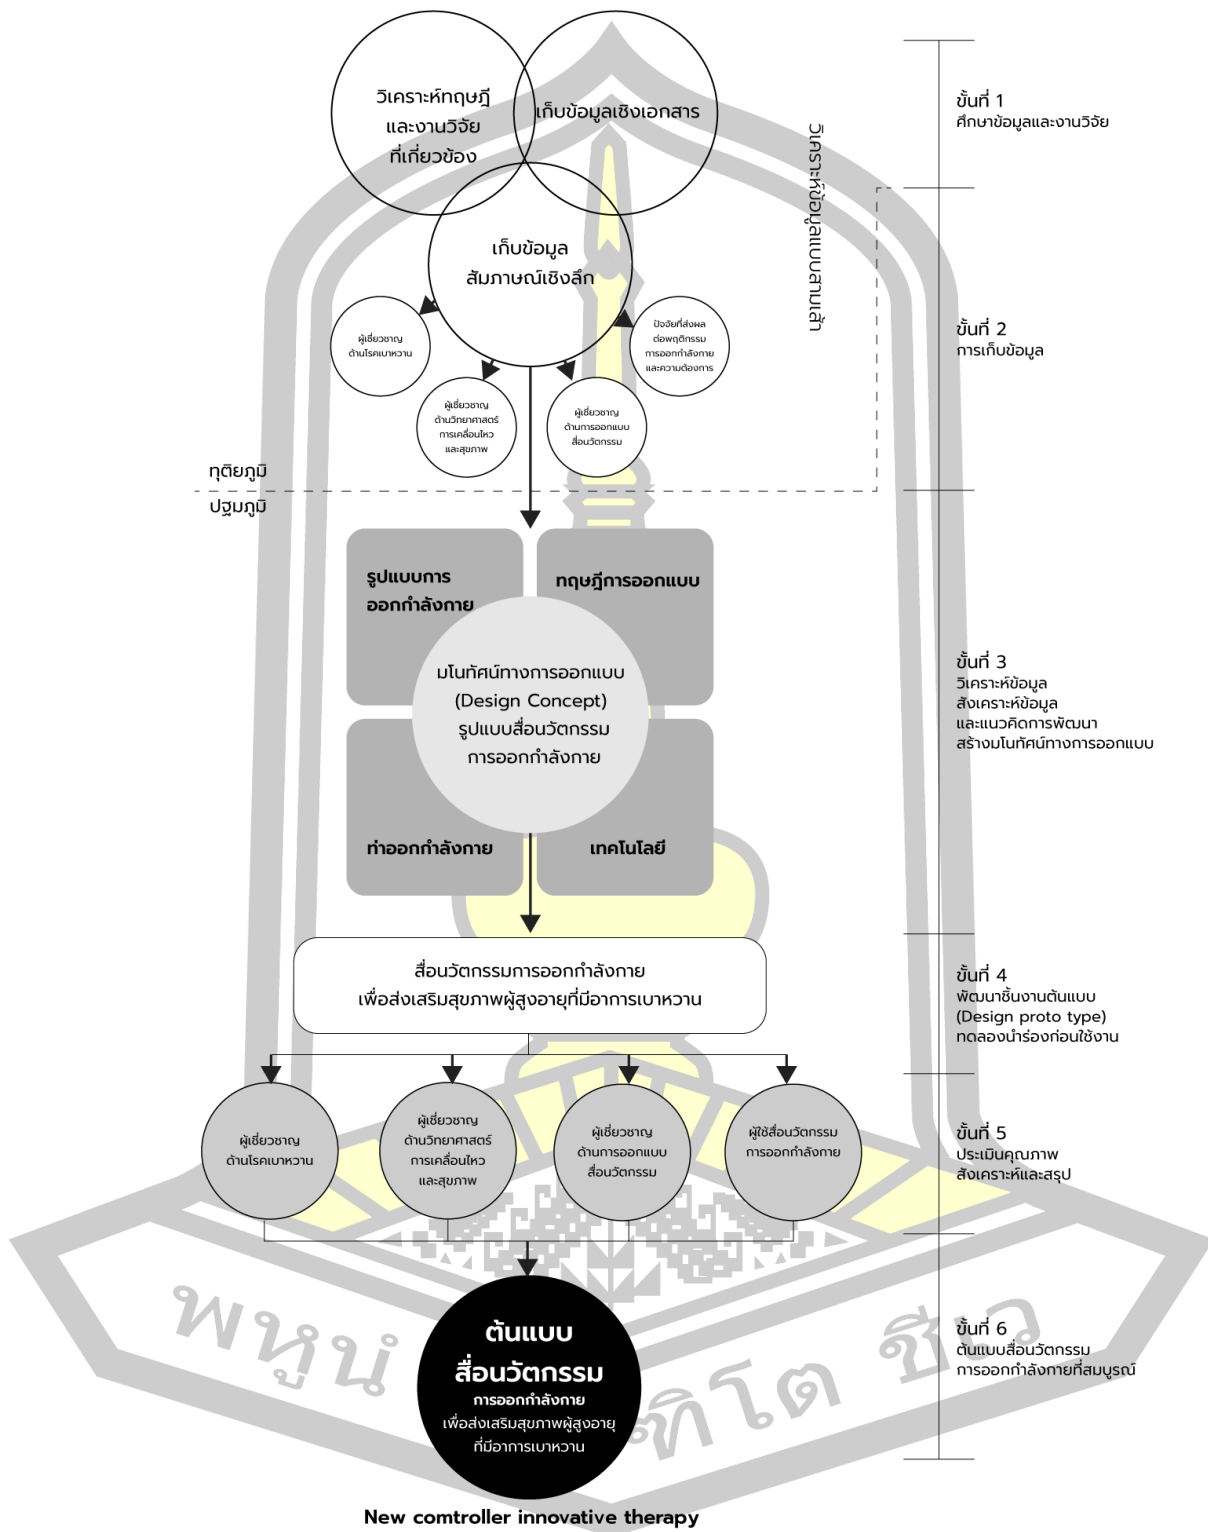 วิเคราะห์ทฤษฎี
และงานวิจัย
ที่เกี่ยวข้อง
เก็บข้อมูลเชิงเอกสาร
เก็บข้อมูล
สัมภาษณ์เชิงลึก
วิเคราะห์ข้อมูลแบบสามเส้า
ผู้เชี่ยวชาญ
ด้านโรคเบาหวาน
ผู้เชี่ยวชาญ
ด้านวิทยาศาสตร์
การเคลื่อนไหว
และสุขภาพ
ผู้เชี่ยวชาญ
ด้านการออกแบบ
สื่อนวัตกรรม
ปัจจัยที่ส่งผล
ต่อพฤติกรรม
การออกกำลังกาย
และความต้องการ
ทุติยภูมิ
ปฐมภูมิ
รูปแบบการ
ออกกำลังกาย
ทฤษฎีการออกแบบ
มโนทัศน์ทางการออกแบบ
(Design Concept)
รูปแบบสื่อนวัตกรรม
การออกกำลังกาย
ท่าออกกำลังกาย
เทคโนโลยี
สื่อนวัตกรรมการออกกำลังกาย
เพื่อส่งเสริมสุขภาพผู้สูงอายุที่มีอาการเบาหวาน
ผู้เชี่ยวชาญ
ด้านโรคเบาหวาน
ผู้เชี่ยวชาญ
ด้านวิทยาศาสตร์
การเคลื่อนไหว
และสุขภาพ
ผู้เชี่ยวชาญ
ด้านการออกแบบ
สื่อนวัตกรรม
ผู้ใช้สื่อนวัตกรรม
การออกกำลังกาย
ต้นแบบ
สื่อนวัตกรรม
การออกกำลังกาย
เพื่อส่งเสริมสุขภาพผู้สูงอายุ
ที่มีอาการเบาหวาน
New comtroller innovative therapy
ขั้นที่ 1
ศึกษาข้อมูลและงานวิจัย
ขั้นที่ 2
การเก็บข้อมูล
ขั้นที่ 3
วิเคราะห์ข้อมูล
สังเคราะห์ข้อมูล
และแนวคิดการพัฒนา
สร้างมโนทัศน์ทางการออกแบบ
ขั้นที่ 4
พัฒนาชิ้นงานต้นแบบ
(Design proto type)
ทดลองนำร่องก่อนใช้งาน
ขั้นที่ 5
ประเมินคุณภาพ
สังเคราะห์และสรุป
ขั้นที่ 6
ต้นแบบสื่อนวัตกรรม
การออกกำลังกายที่สมบูรณ์
พหูนํ ฑิโต ชีเว